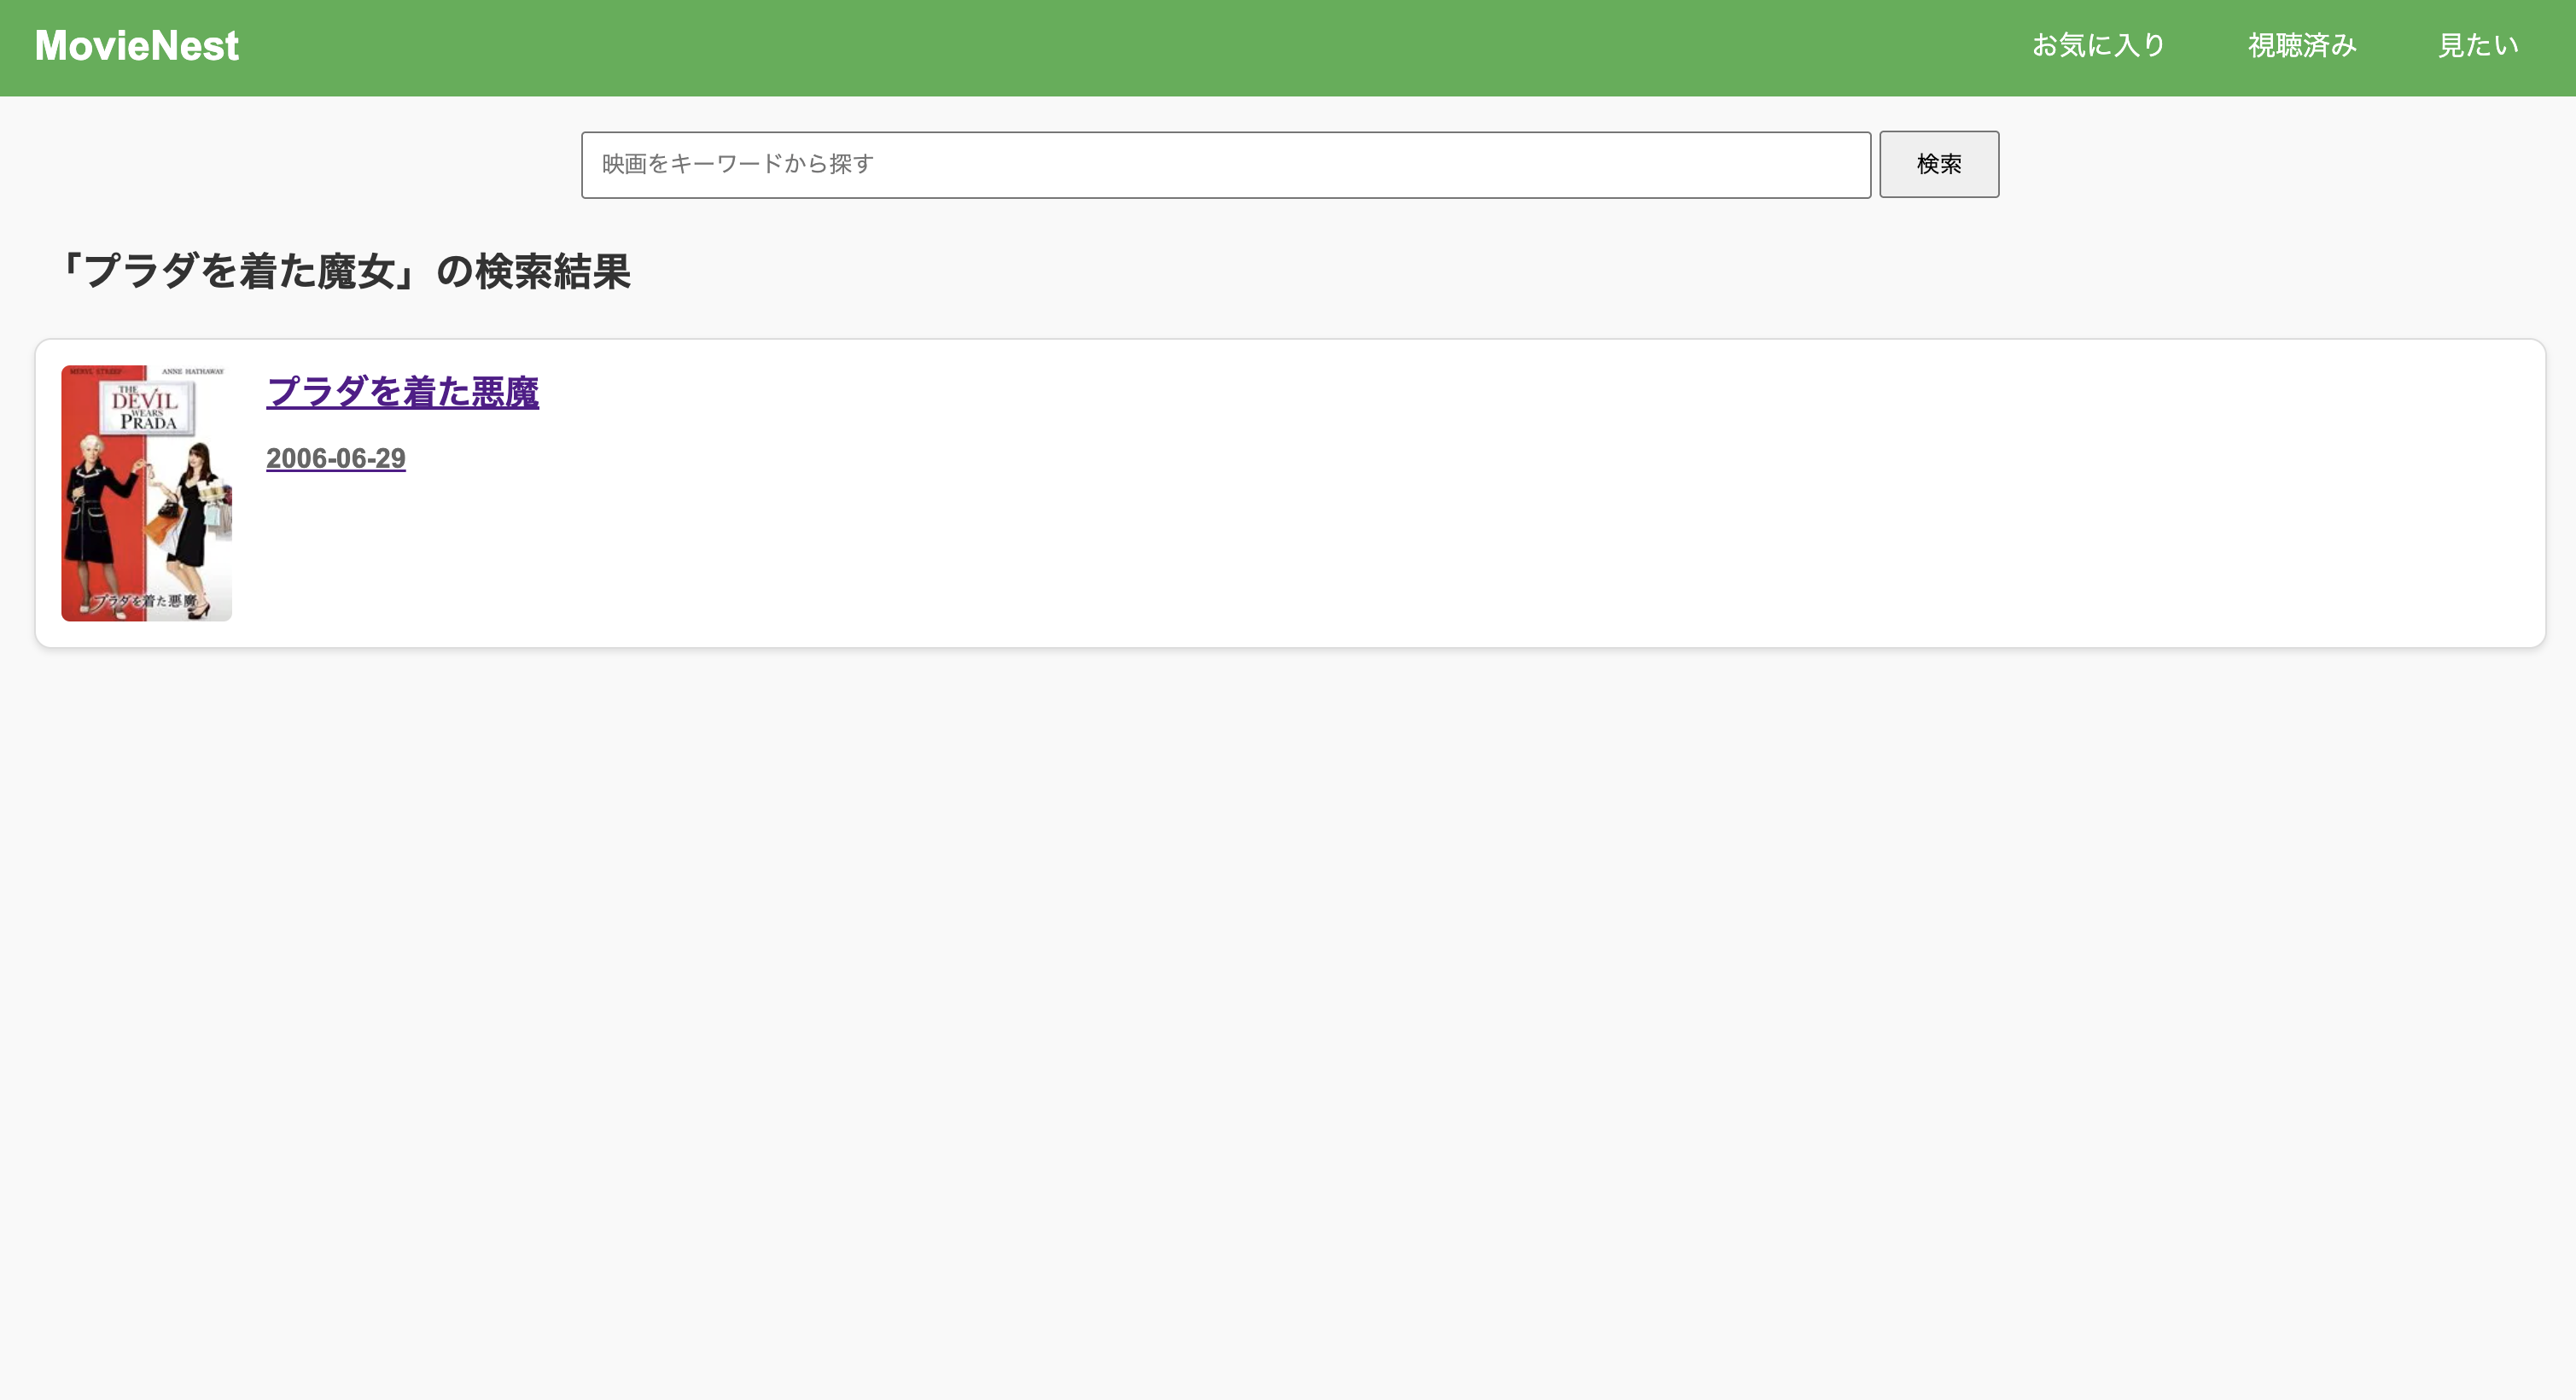 MovieNest
お気に入り 視聴済み 見たい
映画をキーワードから探す 検索
「プラダを着た魔女」の検索結果
MERYL STREEP ANNE HATHAWAY
THE
DEVIL
WEARS
PRADA
プラダを着た悪魔
プラダを着た悪魔
2006-06-29